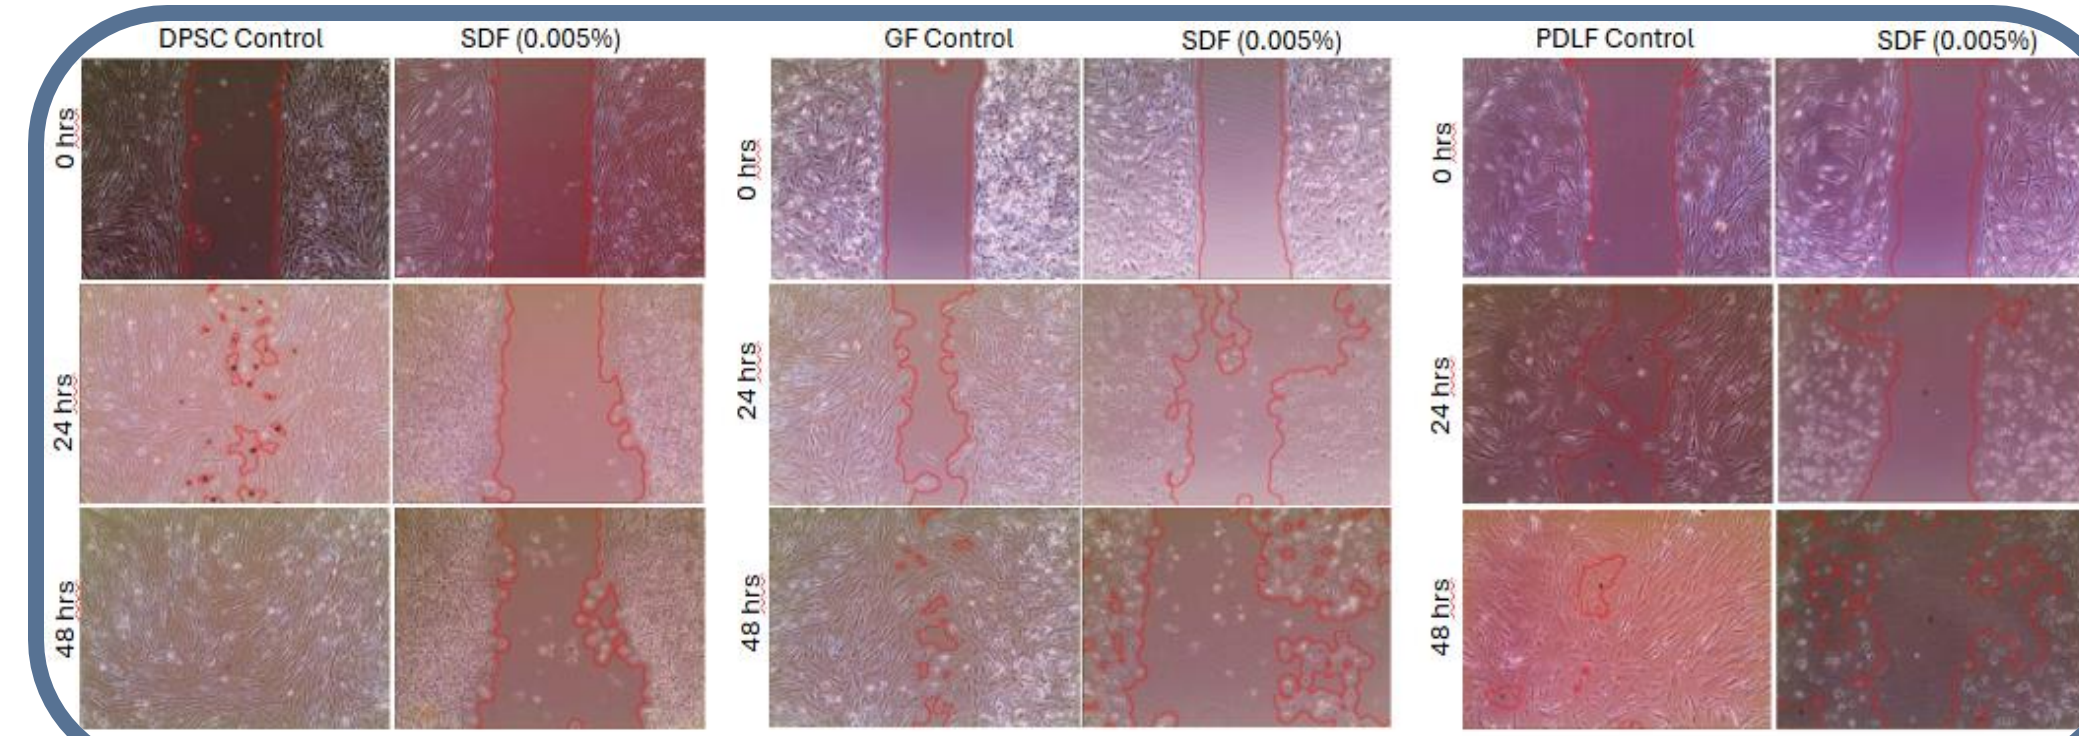 DPSC Control SDF (0.005%) GF Control SDF (0.005%) PDLF Control SDF (0.005%)
0 hrs 0 hrs 0 hrs
24 hrs 24 hrs 24 hrs
48 hrs 48 hrs 48 hrs